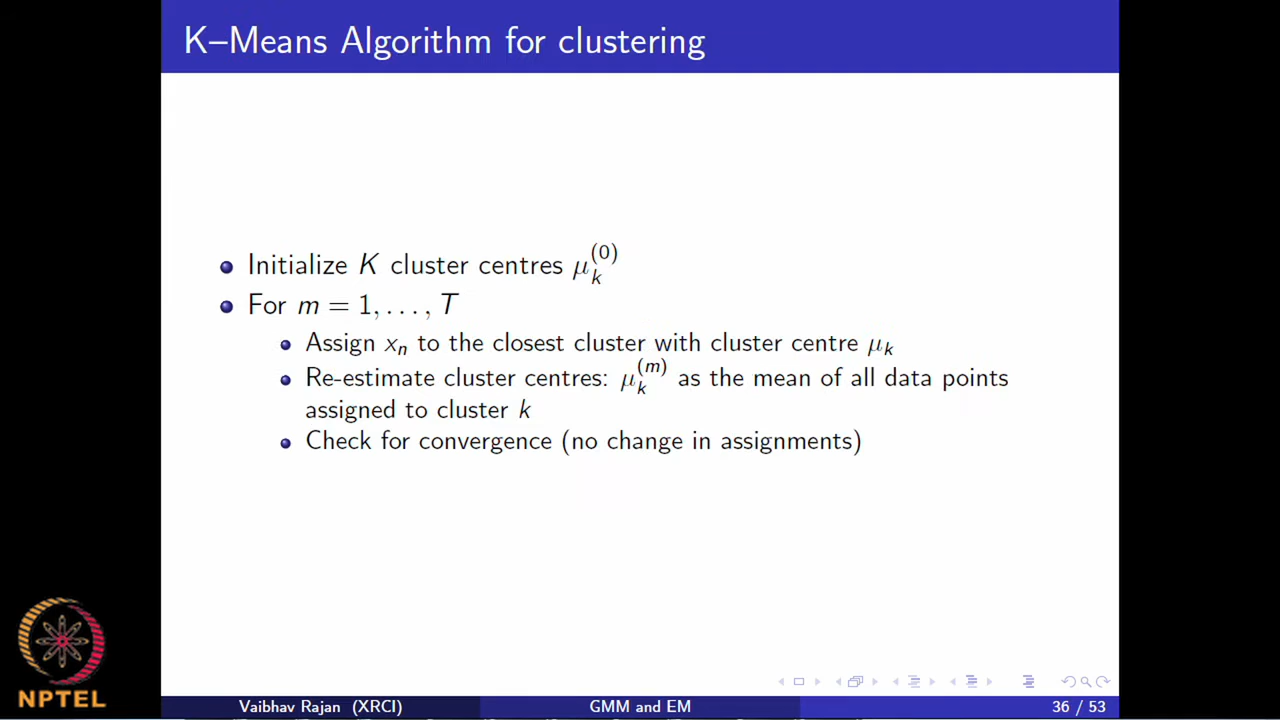 K–Means Algorithm for clustering
Initialize K cluster centres μ_k^(0)
For m = 1, . . . , T
Assign x_n to the closest cluster with cluster centre μ_k
Re-estimate cluster centres: μ_k^(m) as the mean of all data points
assigned to cluster k
Check for convergence (no change in assignments)
NPTEL
Vaibhav Rajan (XRCI) GMM and EM 36 / 53